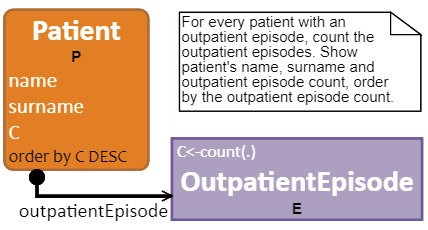 Patient
P
name
surname
C
order by C DESC
For every patient with an
outpatient episode, count the
outpatient episodes. Show
patient's name, surname and
outpatient episode count, order
by the outpatient episode count.
C<-count(.)
OutpatientEpisode
E
outpatientEpisode